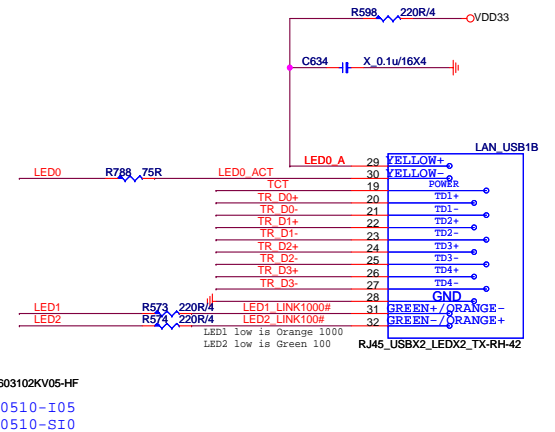 R598 220R/4 VDD33
C634 X_0.1u/16X4
LAN_USB1B
LED0_A 29 YELLOW+
LED0 R788 75R LED0_ACT 30 YELLOW-
TCT 19 POWER
TR_D0+ 20 TD1+
TR_D0- 21 TD1-
TR_D1+ 22 TD2+
TR_D1- 23 TD2-
TR_D2+ 24 TD3+
TR_D2- 25 TD3-
TR_D3+ 26 TD4+
TR_D3- 27 TD4-
28 GND
LED1 R573 220R/4 LED1_LINK1000# 31 GREEN+/ORANGE-
LED2 R574 220R/4 LED2_LINK100# 32 GREEN-/ORANGE+
LED1 low is Orange 1000
LED2 low is Green 100
RJ45_USBX2_LEDX2_TX-RH-42
603102KV05-HF
0510-I05
0510-SI0